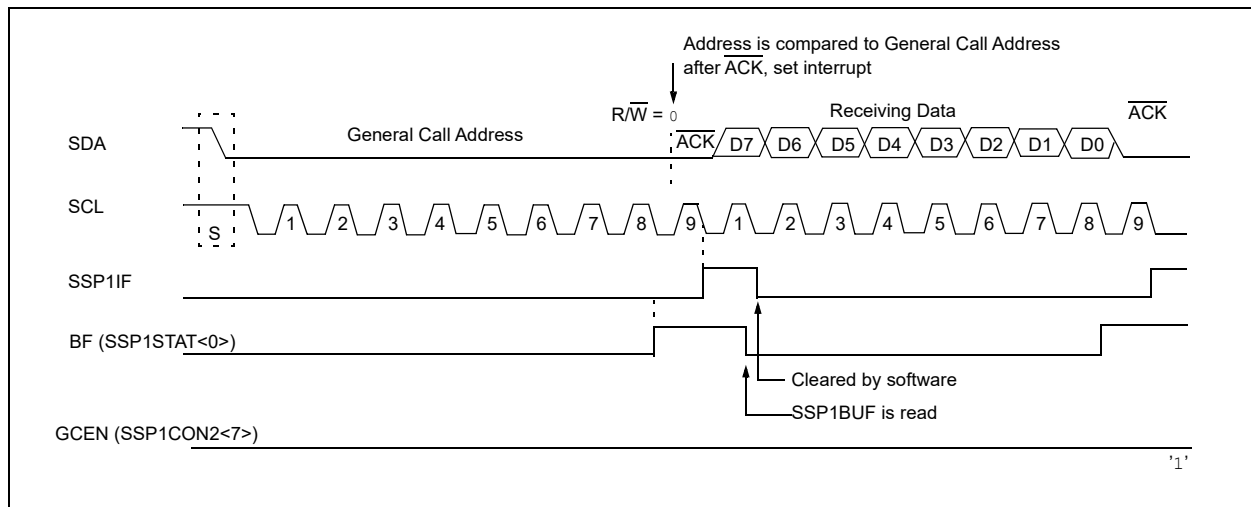 Address is compared to General Call Address
after A̅C̅K̅, set interrupt
R/W̅ = 0
Receiving Data
A̅C̅K̅
SDA
General Call Address
A̅C̅K̅
D7 D6 D5 D4 D3 D2 D1 D0
SCL
S
1 2 3 4 5 6 7 8 9 1 2 3 4 5 6 7 8 9
SSP1IF
BF (SSP1STAT<0>)
Cleared by software
SSP1BUF is read
GCEN (SSP1CON2<7>)
'1'